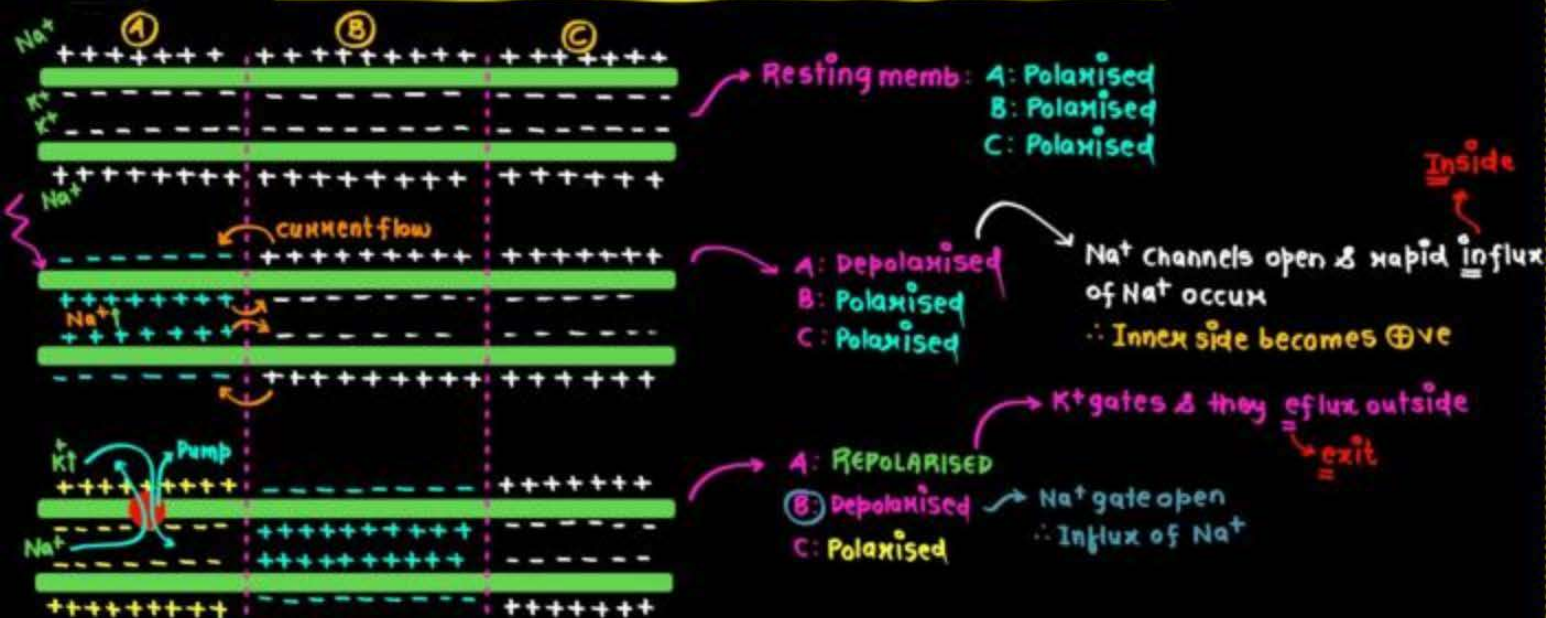 A B C
Na⁺
+ + + + + + + + + + + + + + + + + + + + + + +
K⁺
K⁺
Na⁺
Resting memb: A: Polarised
B: Polarised
C: Polarised
current flow
Na⁺↑
A: Depolarised
B: Polarised
C: Polarised
Inside
Na⁺ channels open & rapid influx
of Na⁺ occur
∴ Inner side becomes ⊕ve
K⁺↑
Pump
Na⁺
A: REPOLARISED
B: Depolarised
C: Polarised
K⁺gates & they eflux outside
exit
Na⁺ gate open
∴ Influx of Na⁺